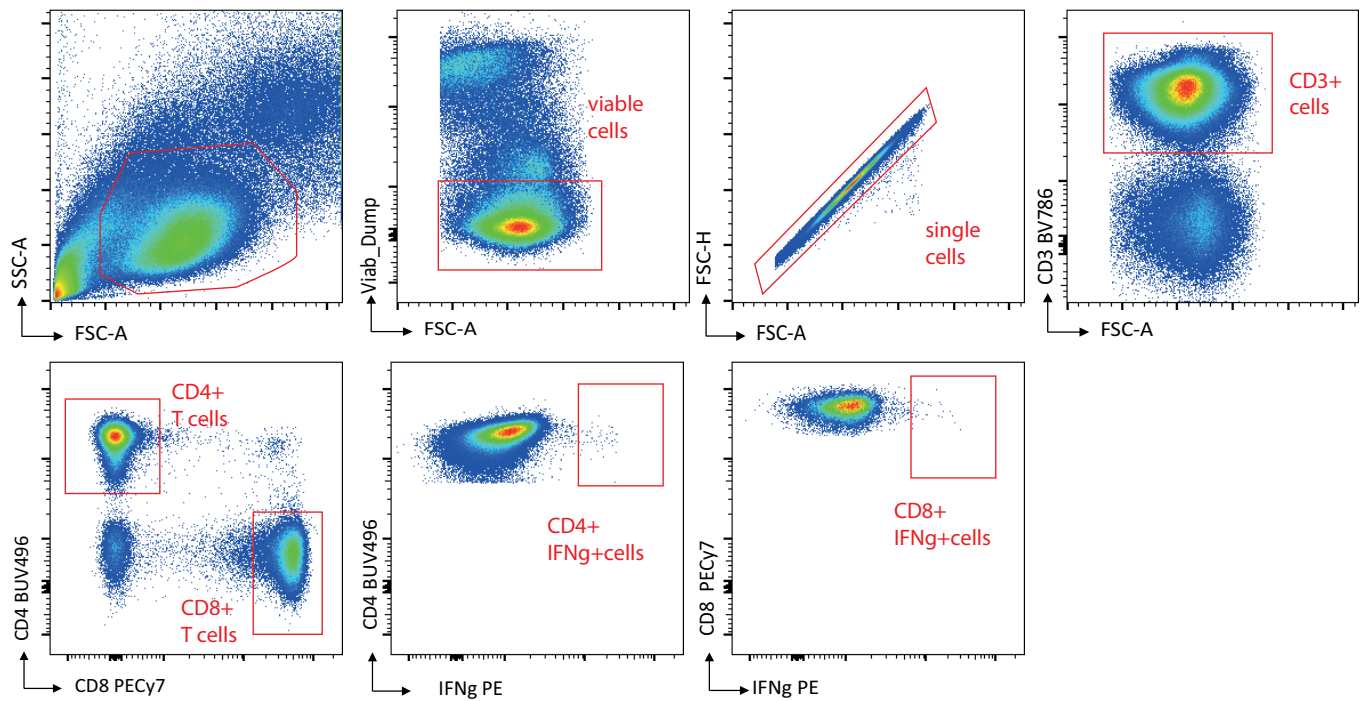 SSC-A
FSC-A
viable
cells
Viab_Dump
FSC-A
single
cells
FSC-H
FSC-A
CD3+
cells
CD3 BV786
FSC-A
CD4+
T cells
CD8+
T cells
CD4 BUV496
CD8 PECy7
CD4+
IFNg+cells
CD4 BUV496
IFNg PE
CD8+
IFNg+cells
CD8 PECy7
IFNg PE